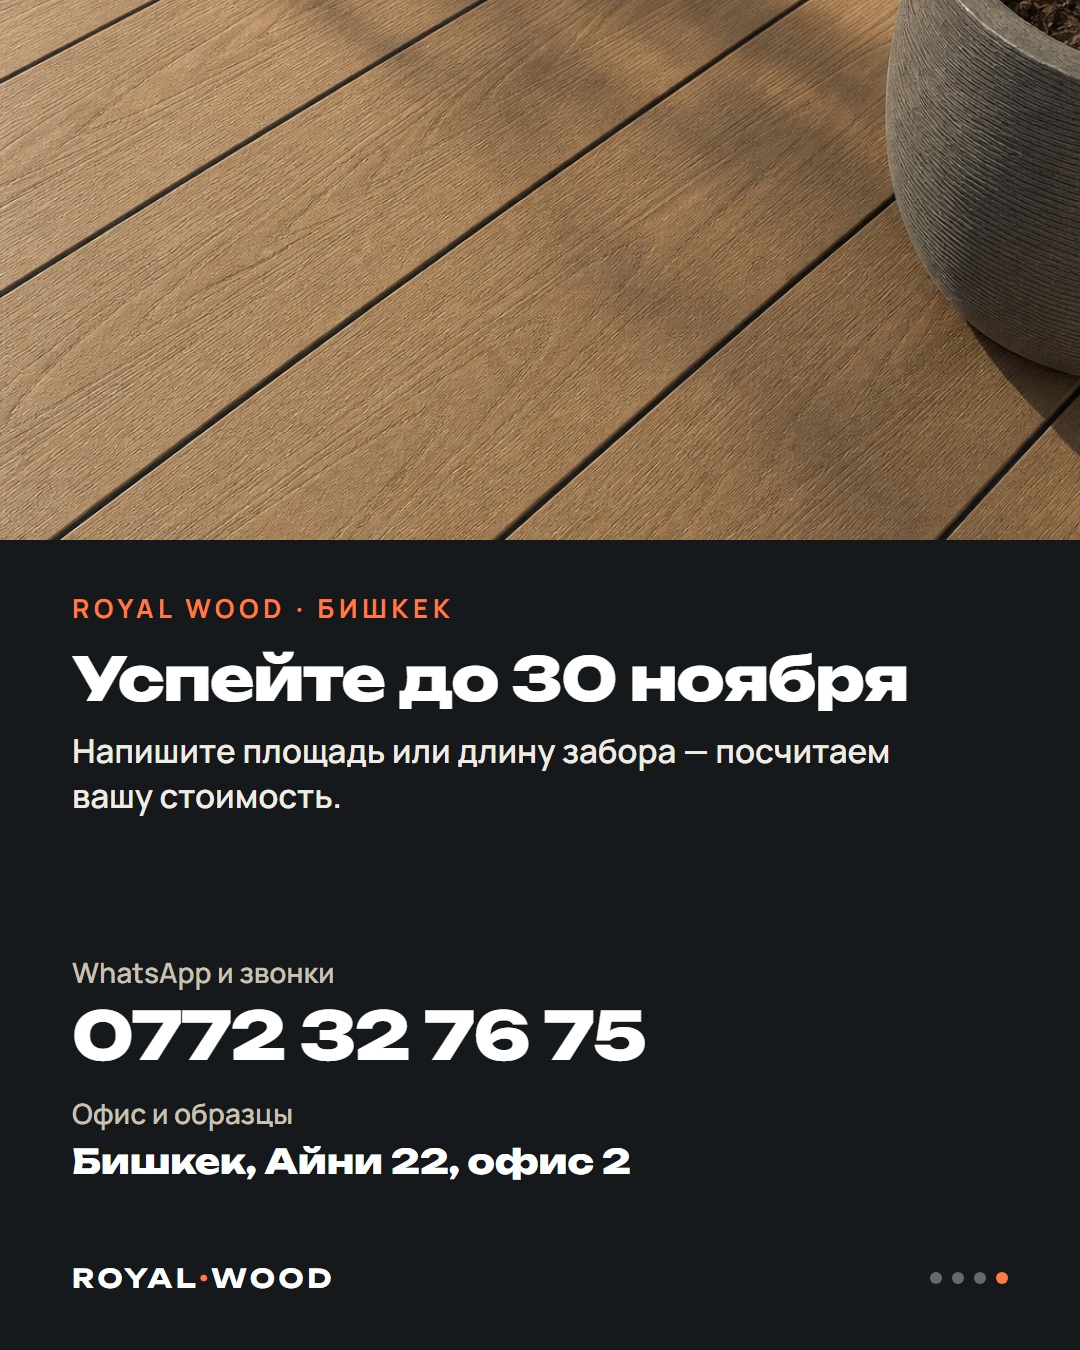 ROYAL WOOD · БИШКЕК
Успейте до 30 ноября
Напишите площадь или длину забора — посчитаем
вашу стоимость.
WhatsApp и звонки
0772 32 76 75
Офис и образцы
Бишкек, Айни 22, офис 2
ROYAL·WOOD